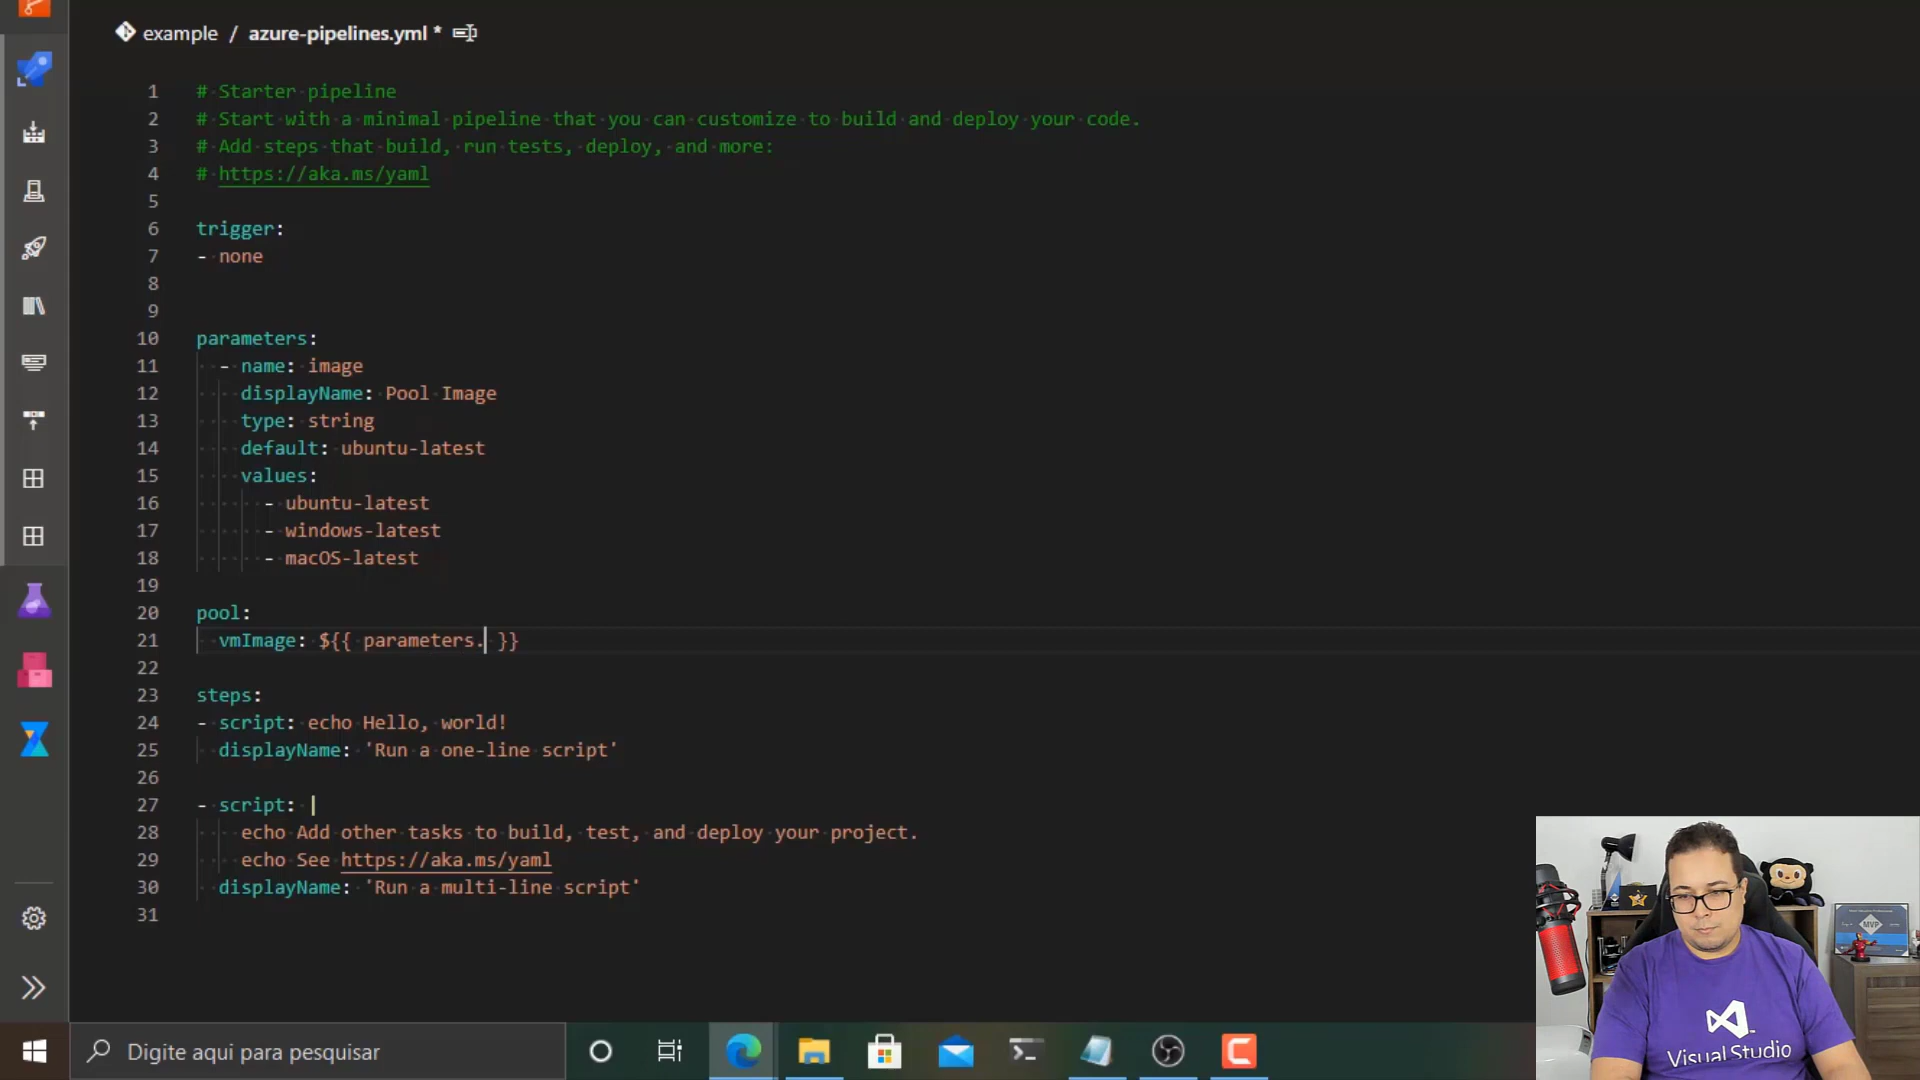 example / azure-pipelines.yml *
1 # Starter pipeline
2 # Start with a minimal pipeline that you can customize to build and deploy your code.
3 # Add steps that build, run tests, deploy, and more:
4 # https://aka.ms/yaml
5
6 trigger:
7 - none
8
9
10 parameters:
11 - name: image
12 displayName: Pool Image
13 type: string
14 default: ubuntu-latest
15 values:
16 - ubuntu-latest
17 - windows-latest
18 - macOS-latest
19
20 pool:
21 vmImage: ${{ parameters. }}
22
23 steps:
24 - script: echo Hello, world!
25 displayName: 'Run a one-line script'
26
27 - script: |
28 echo Add other tasks to build, test, and deploy your project.
29 echo See https://aka.ms/yaml
30 displayName: 'Run a multi-line script'
31
MVP
Visual Studio
Digite aqui para pesquisar